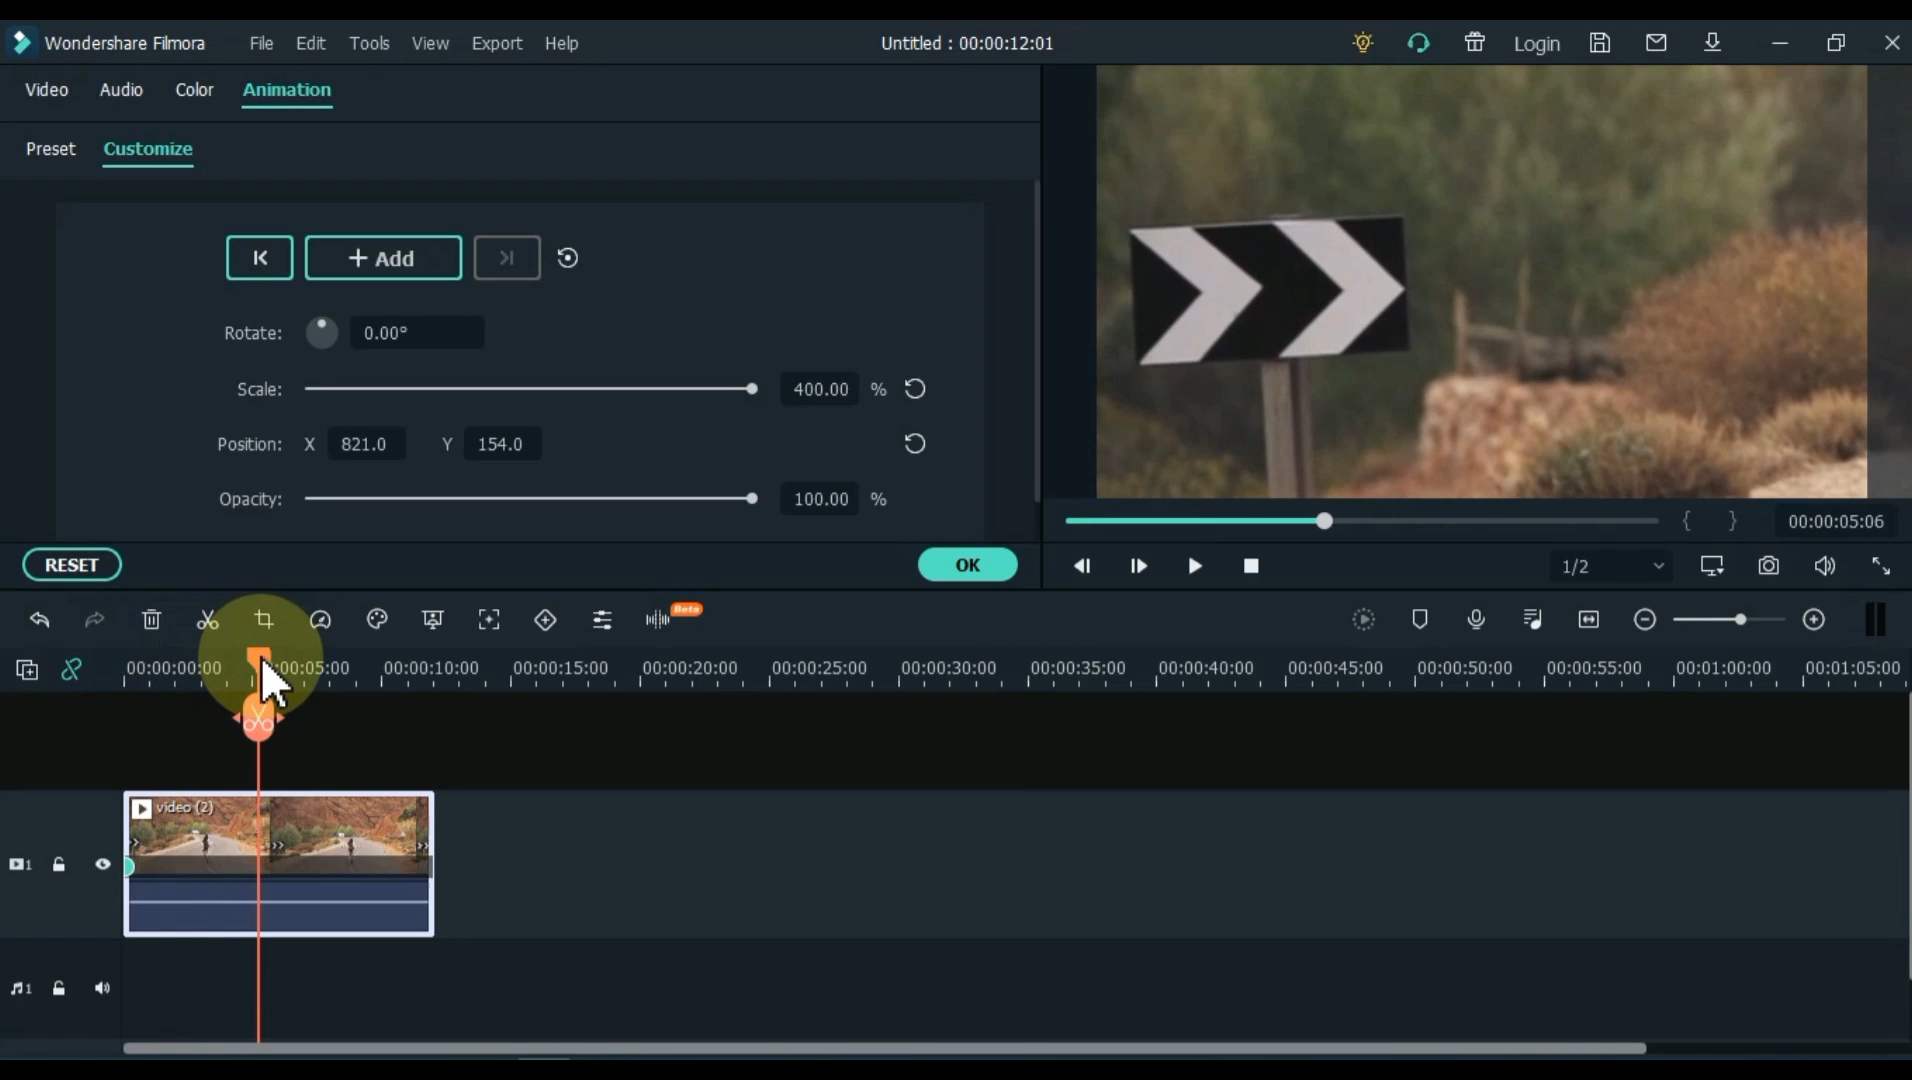 Wondershare Filmora File Edit Tools View Export Help Untitled : 00:00:12:01 Login
Video Audio Color Animation
Preset Customize
Add
Rotate: 0.00°
Scale: 400.00 %
Position: X 821.0 Y 154.0
Opacity: 100.00 %
00:00:05:06
RESET OK 1/2
Beta
00:00:00:00 00:00:05:00 00:00:10:00 00:00:15:00 00:00:20:00 00:00:25:00 00:00:30:00 00:00:35:00 00:00:40:00 00:00:45:00 00:00:50:00 00:00:55:00 00:01:00:00 00:01:05:00
video (2)
1
1